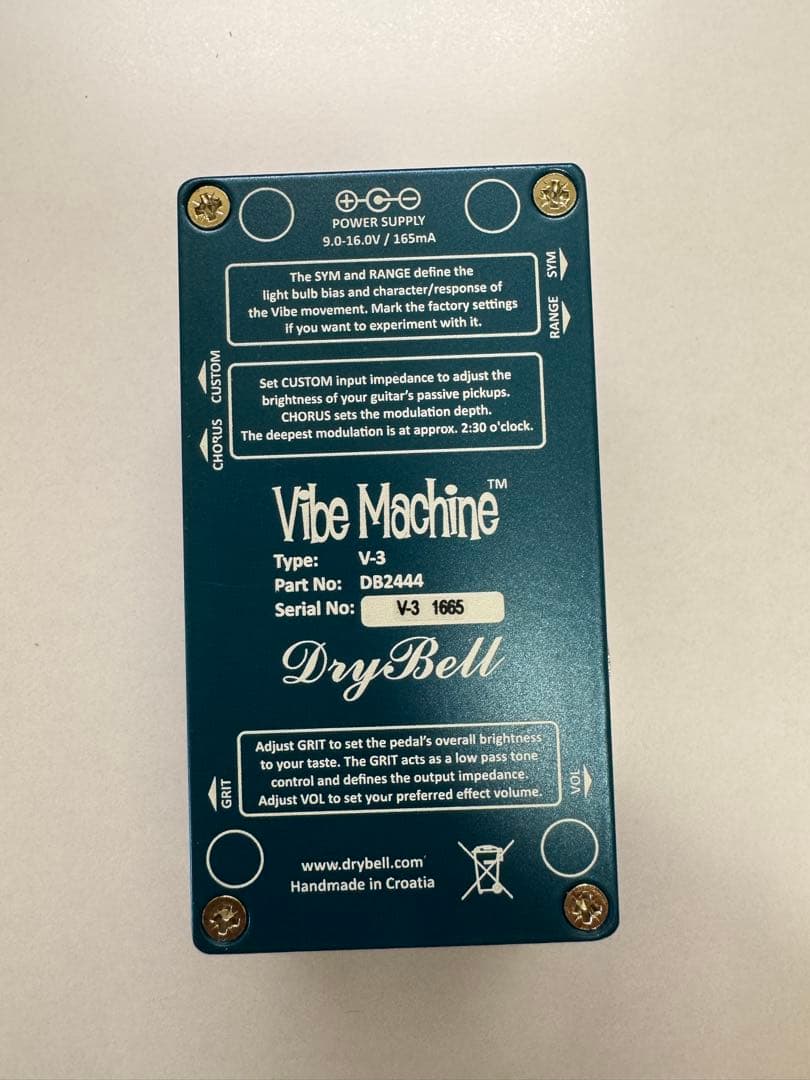 POWER SUPPLY
9.0-16.0V / 165mA
The SYM and RANGE define the
light bulb bias and character/response of
the Vibe movement. Mark the factory settings
if you want to experiment with it.
SYM
RANGE
CUSTOM
CHORUS
Set CUSTOM input impedance to adjust the
brightness of your guitar's passive pickups.
CHORUS sets the modulation depth.
The deepest modulation is at approx. 2:30 o'clock.
Vibe Machine™
Type: V-3
Part No: DB2444
Serial No: V-3 1665
DryBell
Adjust GRIT to set the pedal's overall brightness
to your taste. The GRIT acts as a low pass tone
control and defines the output impedance.
Adjust VOL to set your preferred effect volume.
GRIT
VOL
www.drybell.com
Handmade in Croatia